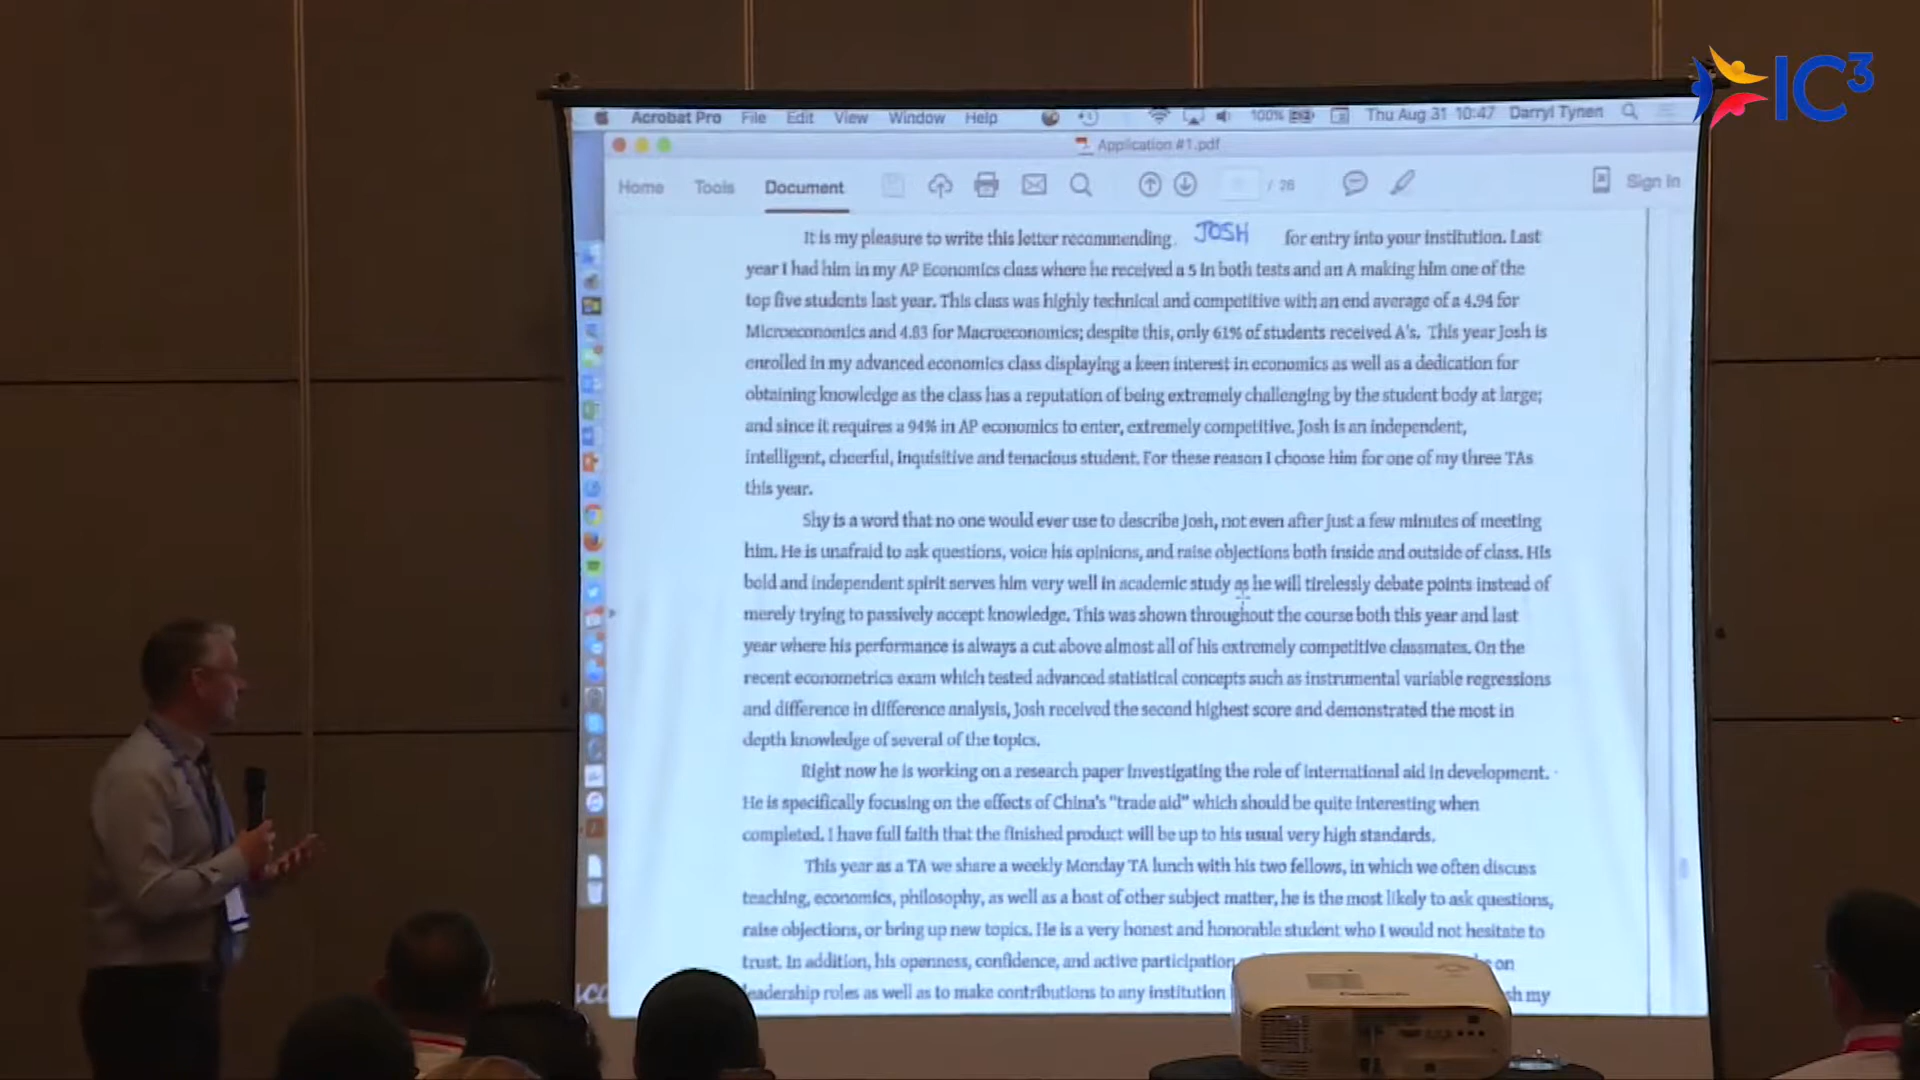 IC3
Acrobat Pro File Edit View Window Help 100% Thu Aug 31 10:47 Darryl Tynen
Application #1.pdf
Home Tools Document / 26 Sign In
It is my pleasure to write this letter recommending JOSH for entry into your institution. Last
year I had him in my AP Economics class where he received a 5 in both tests and an A making him one of the
top five students last year. This class was highly technical and competitive with an end average of a 4.94 for
Microeconomics and 4.83 for Macroeconomics; despite this, only 61% of students received A's. This year Josh is
enrolled in my advanced economics class displaying a keen interest in economics as well as a dedication for
obtaining knowledge as the class has a reputation of being extremely challenging by the student body at large;
and since it requires a 94% in AP economics to enter, extremely competitive. Josh is an independent,
intelligent, cheerful, inquisitive and tenacious student. For these reason I choose him for one of my three TAs
this year.
Shy is a word that no one would ever use to describe Josh, not even after just a few minutes of meeting
him. He is unafraid to ask questions, voice his opinions, and raise objections both inside and outside of class. His
bold and independent spirit serves him very well in academic study as he will tirelessly debate points instead of
merely trying to passively accept knowledge. This was shown throughout the course both this year and last
year where his performance is always a cut above almost all of his extremely competitive classmates. On the
recent econometrics exam which tested advanced statistical concepts such as instrumental variable regressions
and difference in difference analysis, Josh received the second highest score and demonstrated the most in
depth knowledge of several of the topics.
Right now he is working on a research paper investigating the role of international aid in development.
He is specifically focusing on the effects of China's "trade aid" which should be quite interesting when
completed. I have full faith that the finished product will be up to his usual very high standards.
This year as a TA we share a weekly Monday TA lunch with his two fellows, in which we often discuss
teaching, economics, philosophy, as well as a host of other subject matter, he is the most likely to ask questions,
raise objections, or bring up new topics. He is a very honest and honorable student who I would not hesitate to
trust. In addition, his openness, confidence, and active participation on
leadership roles as well as to make contributions to any institution my